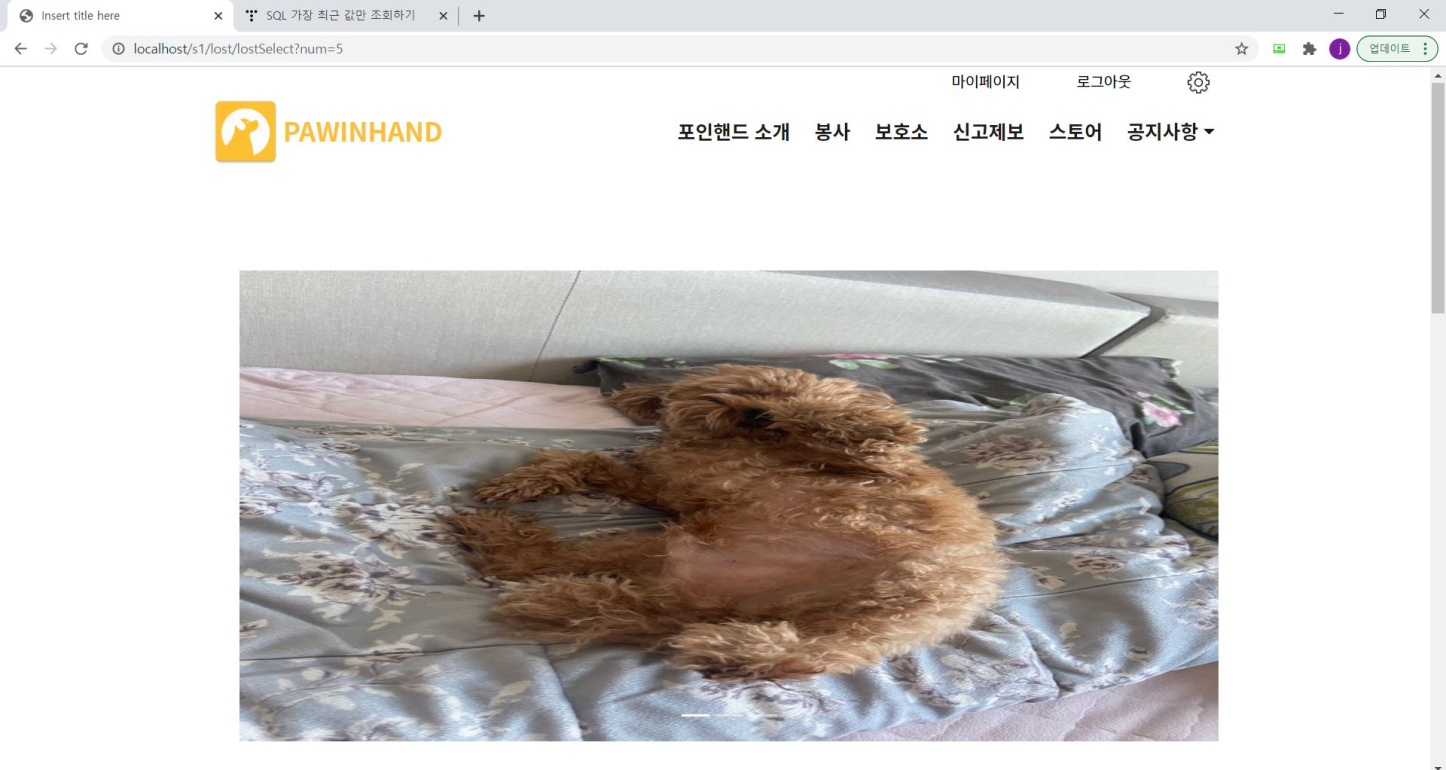 Insert title here
SQL 가장 최근 값만 조회하기
localhost/s1/lost/lostSelect?num=5
j
업데이트
마이페이지 로그아웃
PAWINHAND
포인핸드 소개 봉사 보호소 신고제보 스토어 공지사항